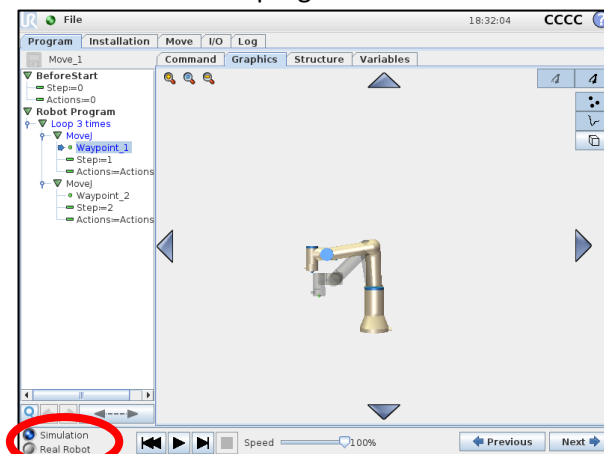 File 18:32:04 CCCC ?
Program Installation Move I/O Log
Move_1 Command Graphics Structure Variables
BeforeStart
Step:=0
Actions:=0
Robot Program
Loop 3 times
MoveJ
Waypoint_1
Step:=1
Actions:=Actions
MoveJ
Waypoint_2
Step:=2
Actions:=Actions
Simulation
Real Robot
Speed 100% Previous Next